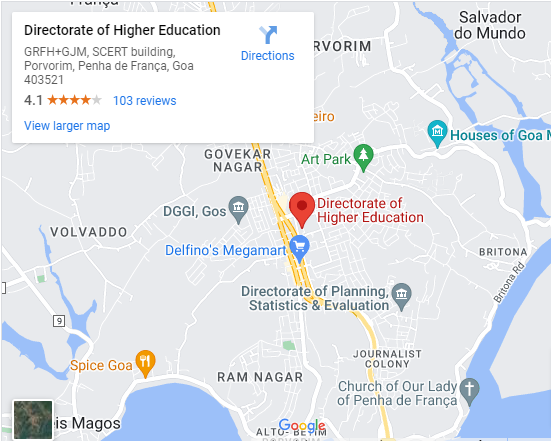 Directorate of Higher Education
GRFH+GJM, SCERT building,
Porvorim, Penha de França, Goa
403521
4.1 103 reviews
View larger map
Directions
França
Salvador
do Mundo
ORVORIM
eiro
Houses of Goa M
GOVEKAR
NAGAR
Art Park
DGGI, Gos
Directorate of
Higher Education
VOLVADDO
Delfino's Megamart
BRITONA
Britona Rd
Directorate of Planning,
Statistics & Evaluation
9
JOURNALIST
COLONY
Spice Goa
RAM NAGAR
Church of Our Lady
of Penha de França
eis Magos
Google
ALTO- BETIM
PORVORIM